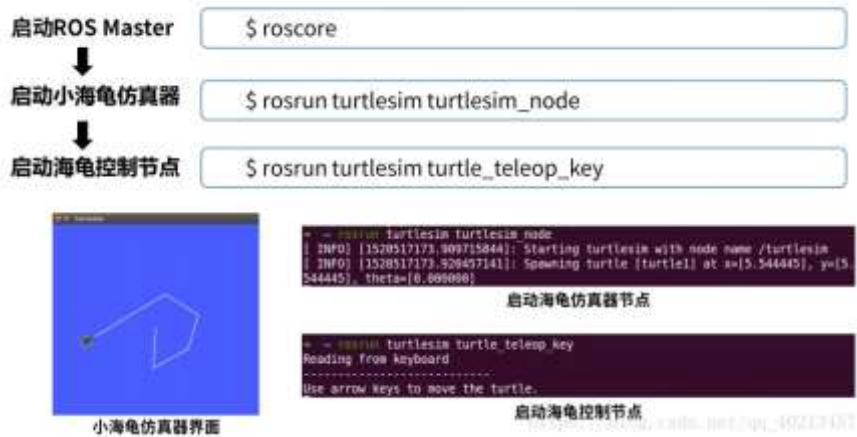 启动ROS Master
$ roscore
启动小海龟仿真器
$ rosrun turtlesim turtlesim_node
启动海龟控制节点
$ rosrun turtlesim turtle_teleop_key
rosrun turtlesim turtlesim node
[ INFO] [1520517173.909715044]: Starting turtlesim with node name /turtlesim
[ INFO] [1520517173.920457141]: Spawning turtle [turtle1] at x=[5.544445], y=[5.
544445], theta=[0.000000]
启动海龟仿真器节点
rosrun turtlesim turtle_teleop_key
Reading from keyboard
---------------------------
Use arrow keys to move the turtle.
启动海龟控制节点
小海龟仿真器界面